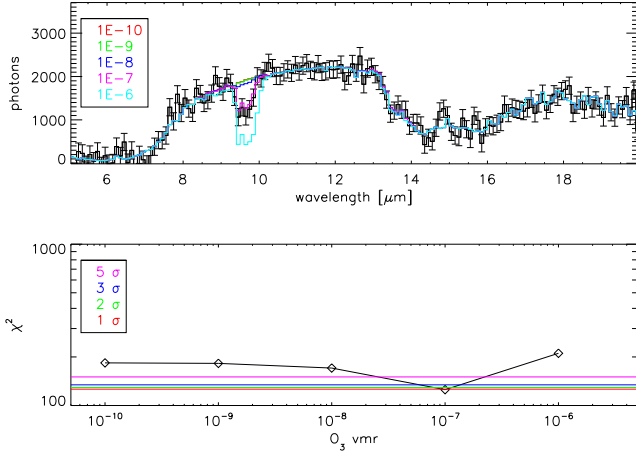 3000
2000
1000
0
photons
1E−10
1E−9
1E−8
1E−7
1E−6
6 8 10 12 14 16 18
wavelength [μm]
1000
100
χ²
5 σ
3 σ
2 σ
1 σ
10⁻¹⁰ 10⁻⁹ 10⁻⁸ 10⁻⁷ 10⁻⁶
O₃ vmr